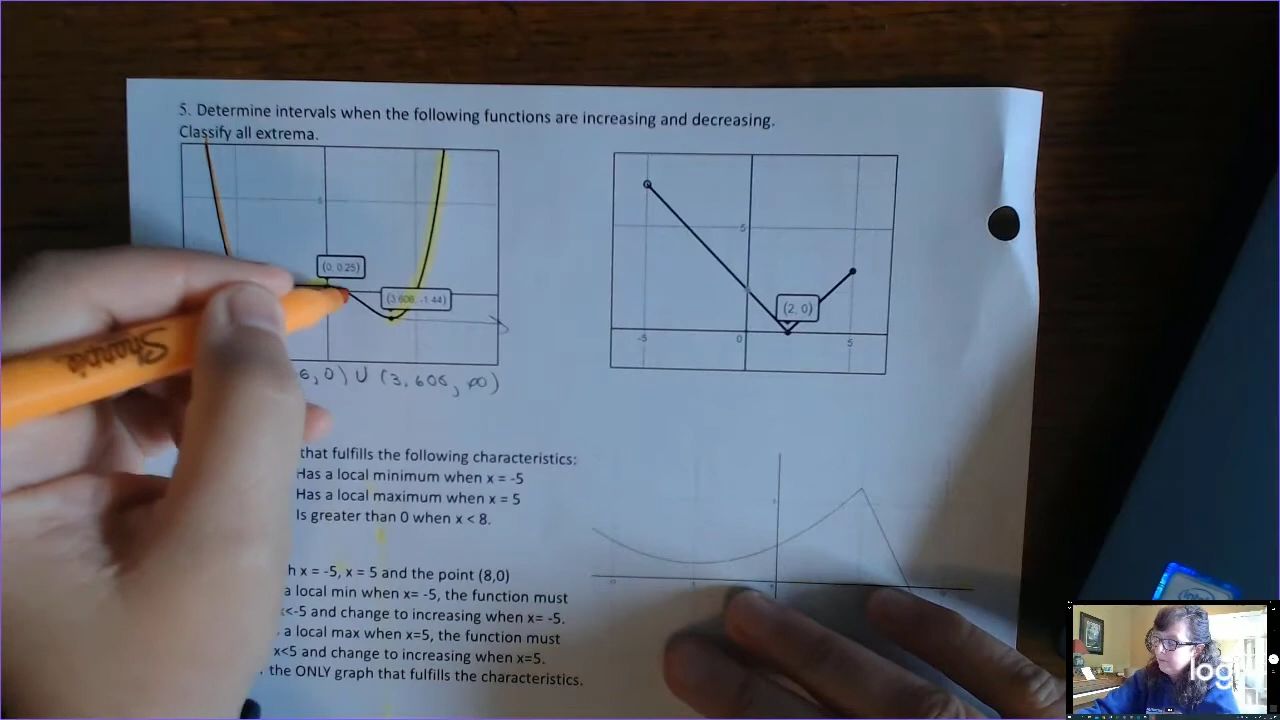 5. Determine intervals when the following functions are increasing and decreasing.
Classify all extrema.
(0, 0.25)
(3.606, -1.44)
6,0) U (3.606, ∞)
5
(2, 0)
-5
0
5
that fulfills the following characteristics:
Has a local minimum when x = -5
Has a local maximum when x = 5
Is greater than 0 when x < 8.
h x = -5, x = 5 and the point (8,0)
a local min when x= -5, the function must
x<-5 and change to increasing when x= -5.
a local max when x=5, the function must
x<5 and change to increasing when x=5.
the ONLY graph that fulfills the characteristics.
Sharpie
intel
logi